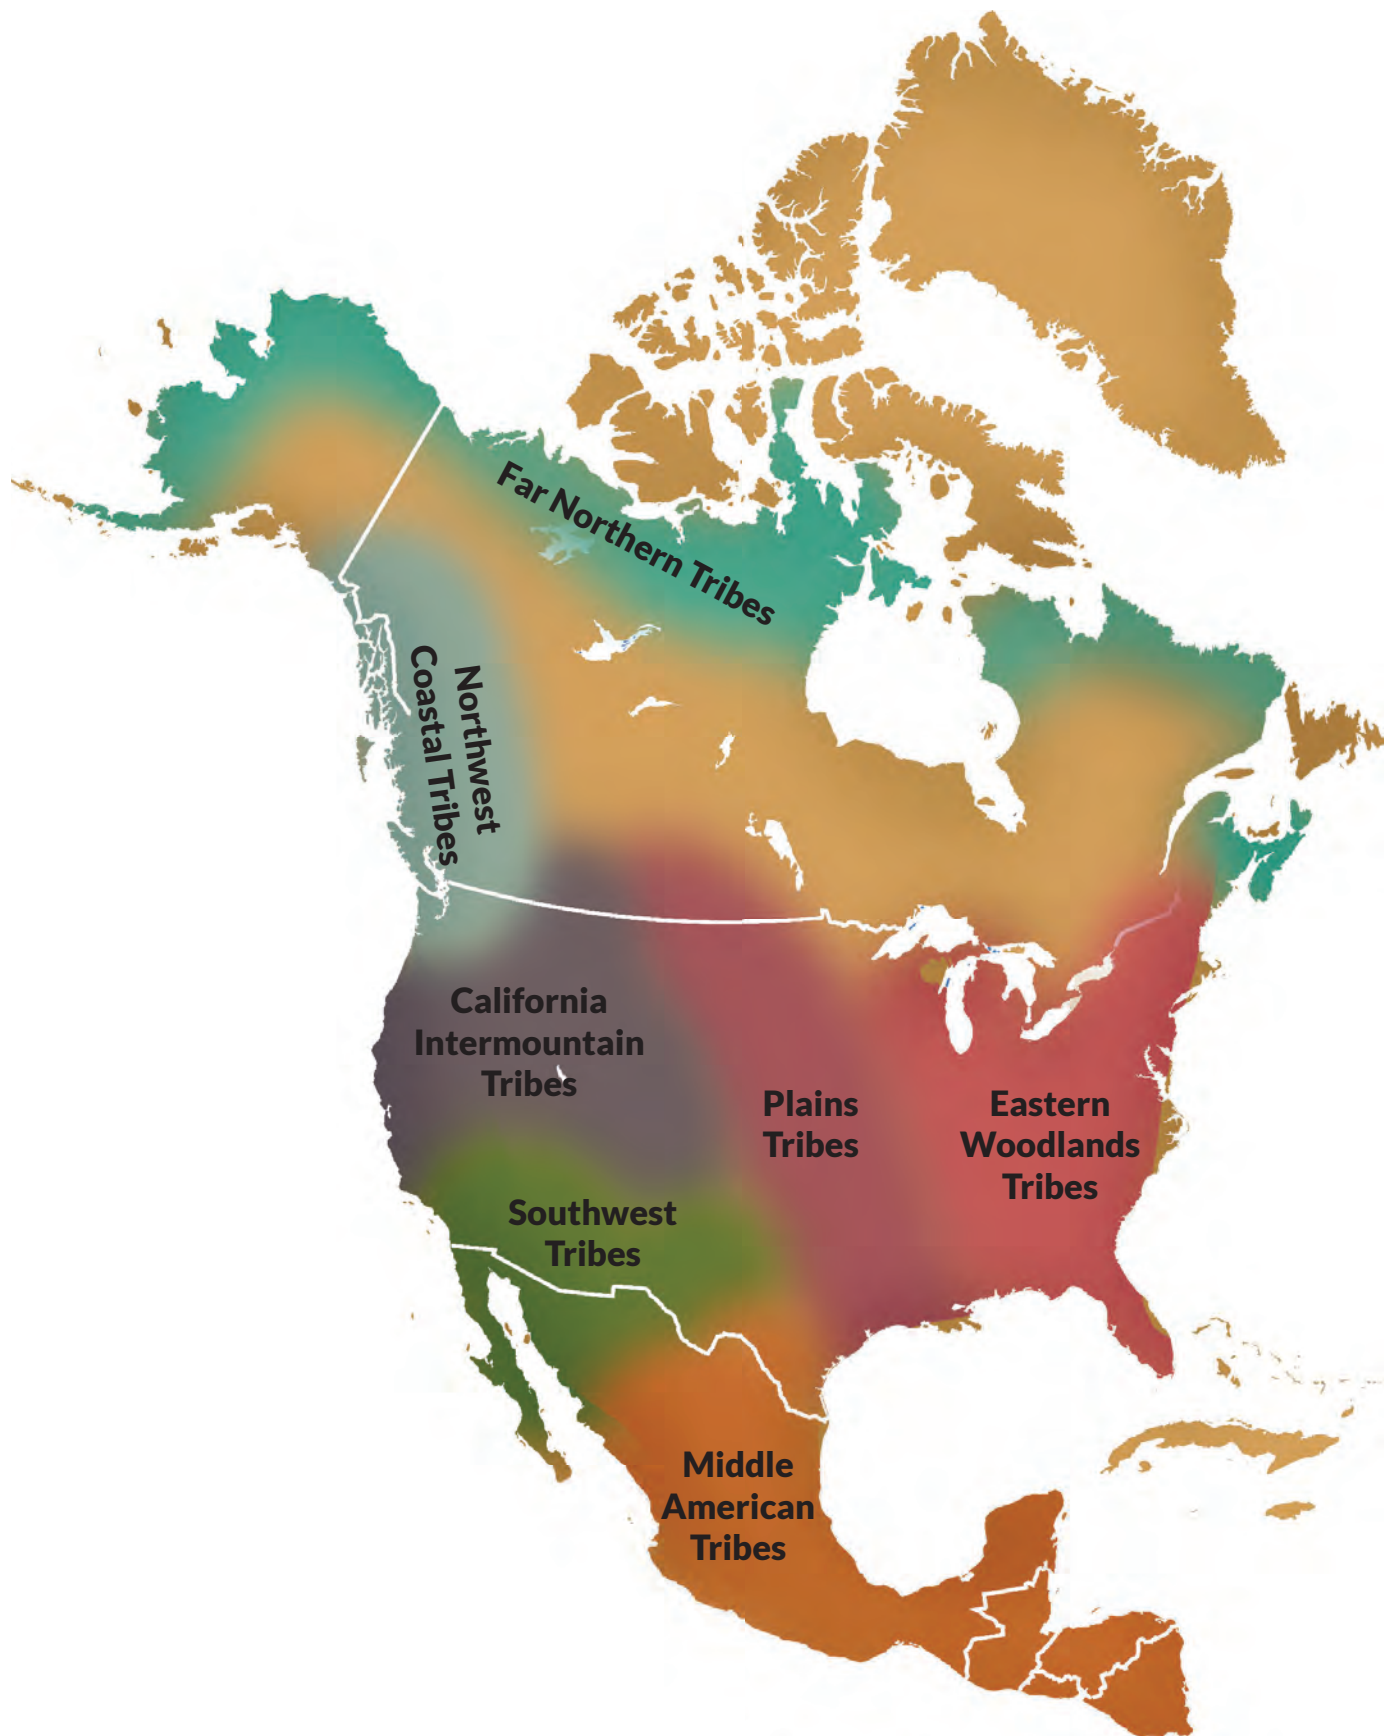 Far Northern Tribes
Northwest
Coastal Tribes
California
Intermountain
Tribes
Plains
Tribes
Eastern
Woodlands
Tribes
Southwest
Tribes
Middle
American
Tribes